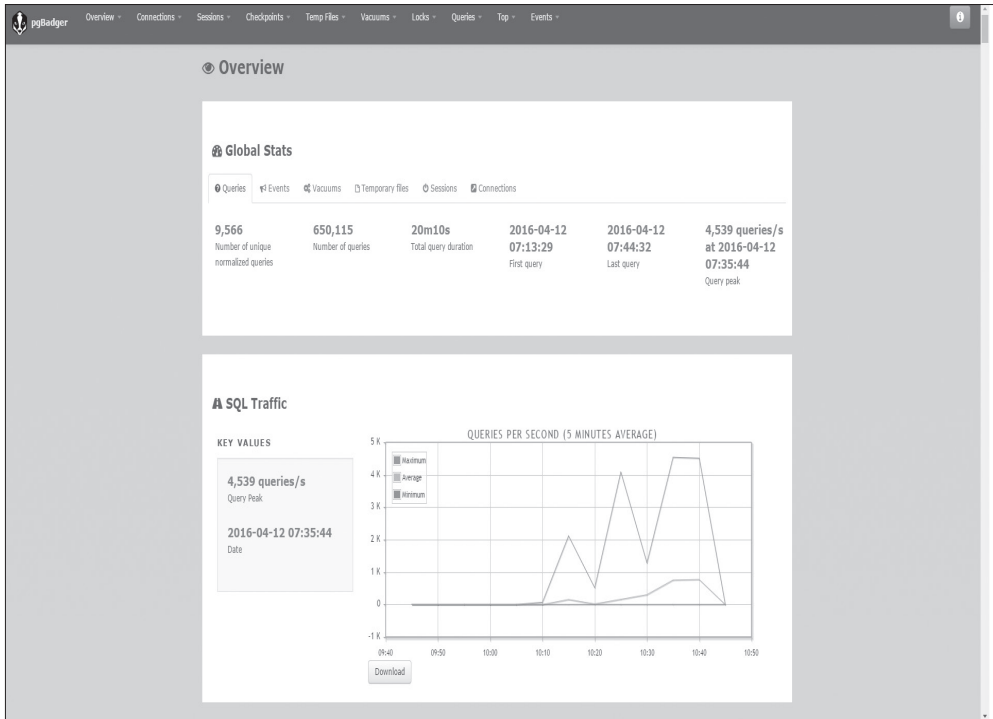 pgBadger
Overview
Connections
Sessions
Checkpoints
Temp Files
Vacuums
Locks
Queries
Top
Events
Overview
Global Stats
Queries
Events
Vacuums
Temporary files
Sessions
Connections
9,566
Number of unique
normalized queries
650,115
Number of queries
20m10s
Total query duration
2016-04-12
07:13:29
First query
2016-04-12
07:44:32
Last query
4,539 queries/s
at 2016-04-12
07:35:44
Query peak
SQL Traffic
KEY VALUES
4,539 queries/s
Query Peak
2016-04-12 07:35:44
Date
QUERIES PER SECOND (5 MINUTES AVERAGE)
Maximum
Average
Minimum
5 K
4 K
3 K
2 K
1 K
0
-1 K
09:40
09:50
10:00
10:10
10:20
10:30
10:40
10:50
Download